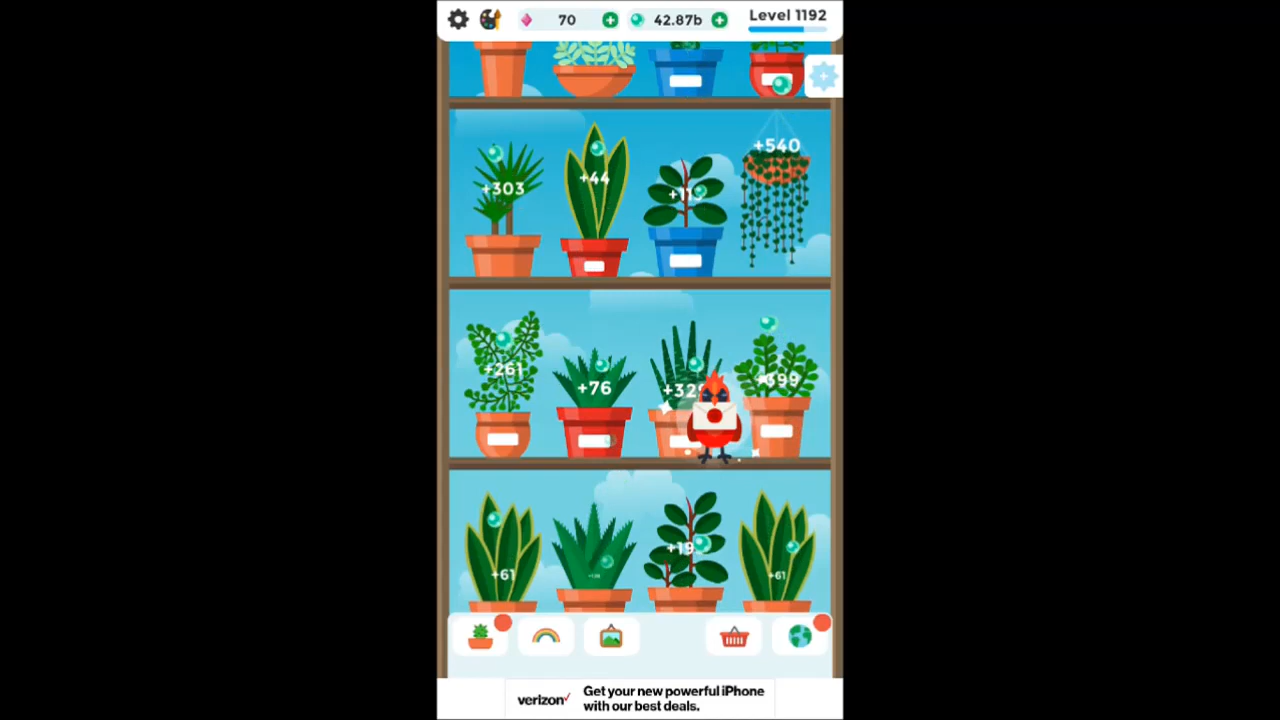 70
42.87b
Level 1192
+540
+303
+44
+261
+76
+399
+61
+61
verizon✓
Get your new powerful iPhone
with our best deals.